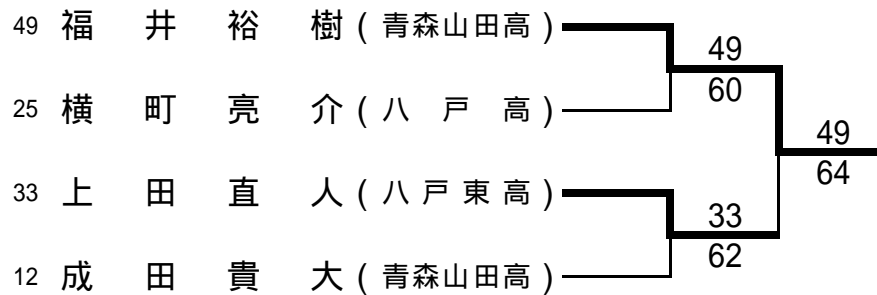 49 福井裕樹(青森山田高)
49
60
25 横町亮介(八戸高)
49
64
33 上田直人(八戸東高)
33
62
12 成田貴大(青森山田高)